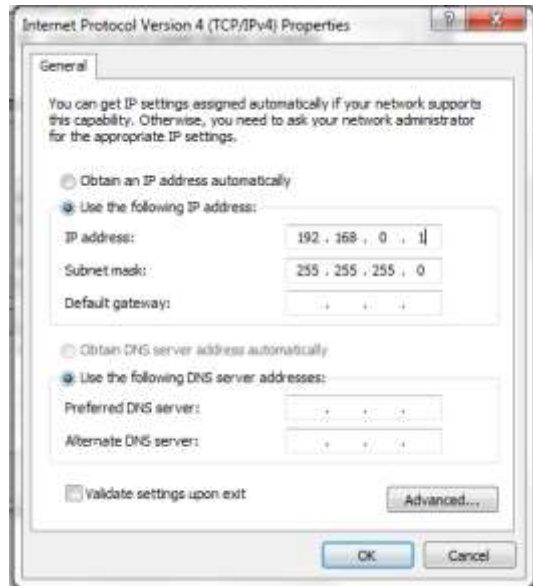 Internet Protocol Version 4 (TCP/IPv4) Properties
?
General
You can get IP settings assigned automatically if your network supports
this capability. Otherwise, you need to ask your network administrator
for the appropriate IP settings.
Obtain an IP address automatically
Use the following IP address:
IP address: 192 . 168 . 0 . 1
Subnet mask: 255 . 255 . 255 . 0
Default gateway: . . .
Obtain DNS server address automatically
Use the following DNS server addresses:
Preferred DNS server: . . .
Alternate DNS server: . . .
Validate settings upon exit
Advanced...
OK Cancel